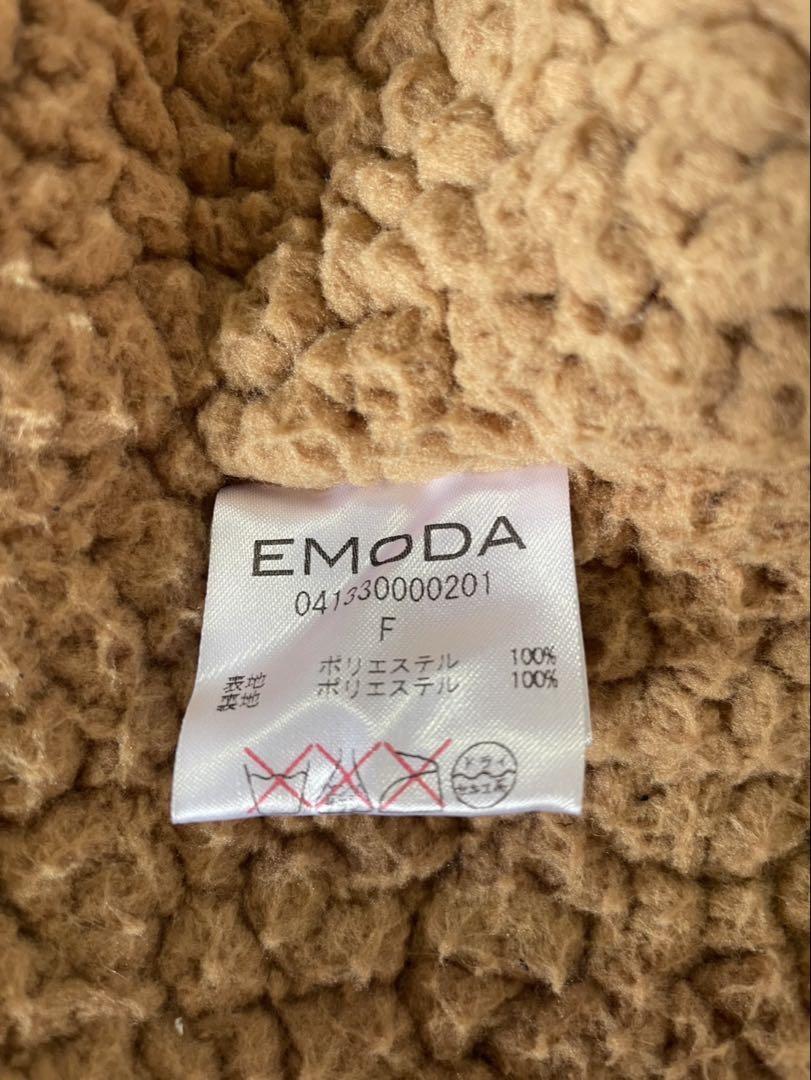 EMODA
041330000201
F
表地 ポリエステル 100%
裏地 ポリエステル 100%
ドライ
セキユ系